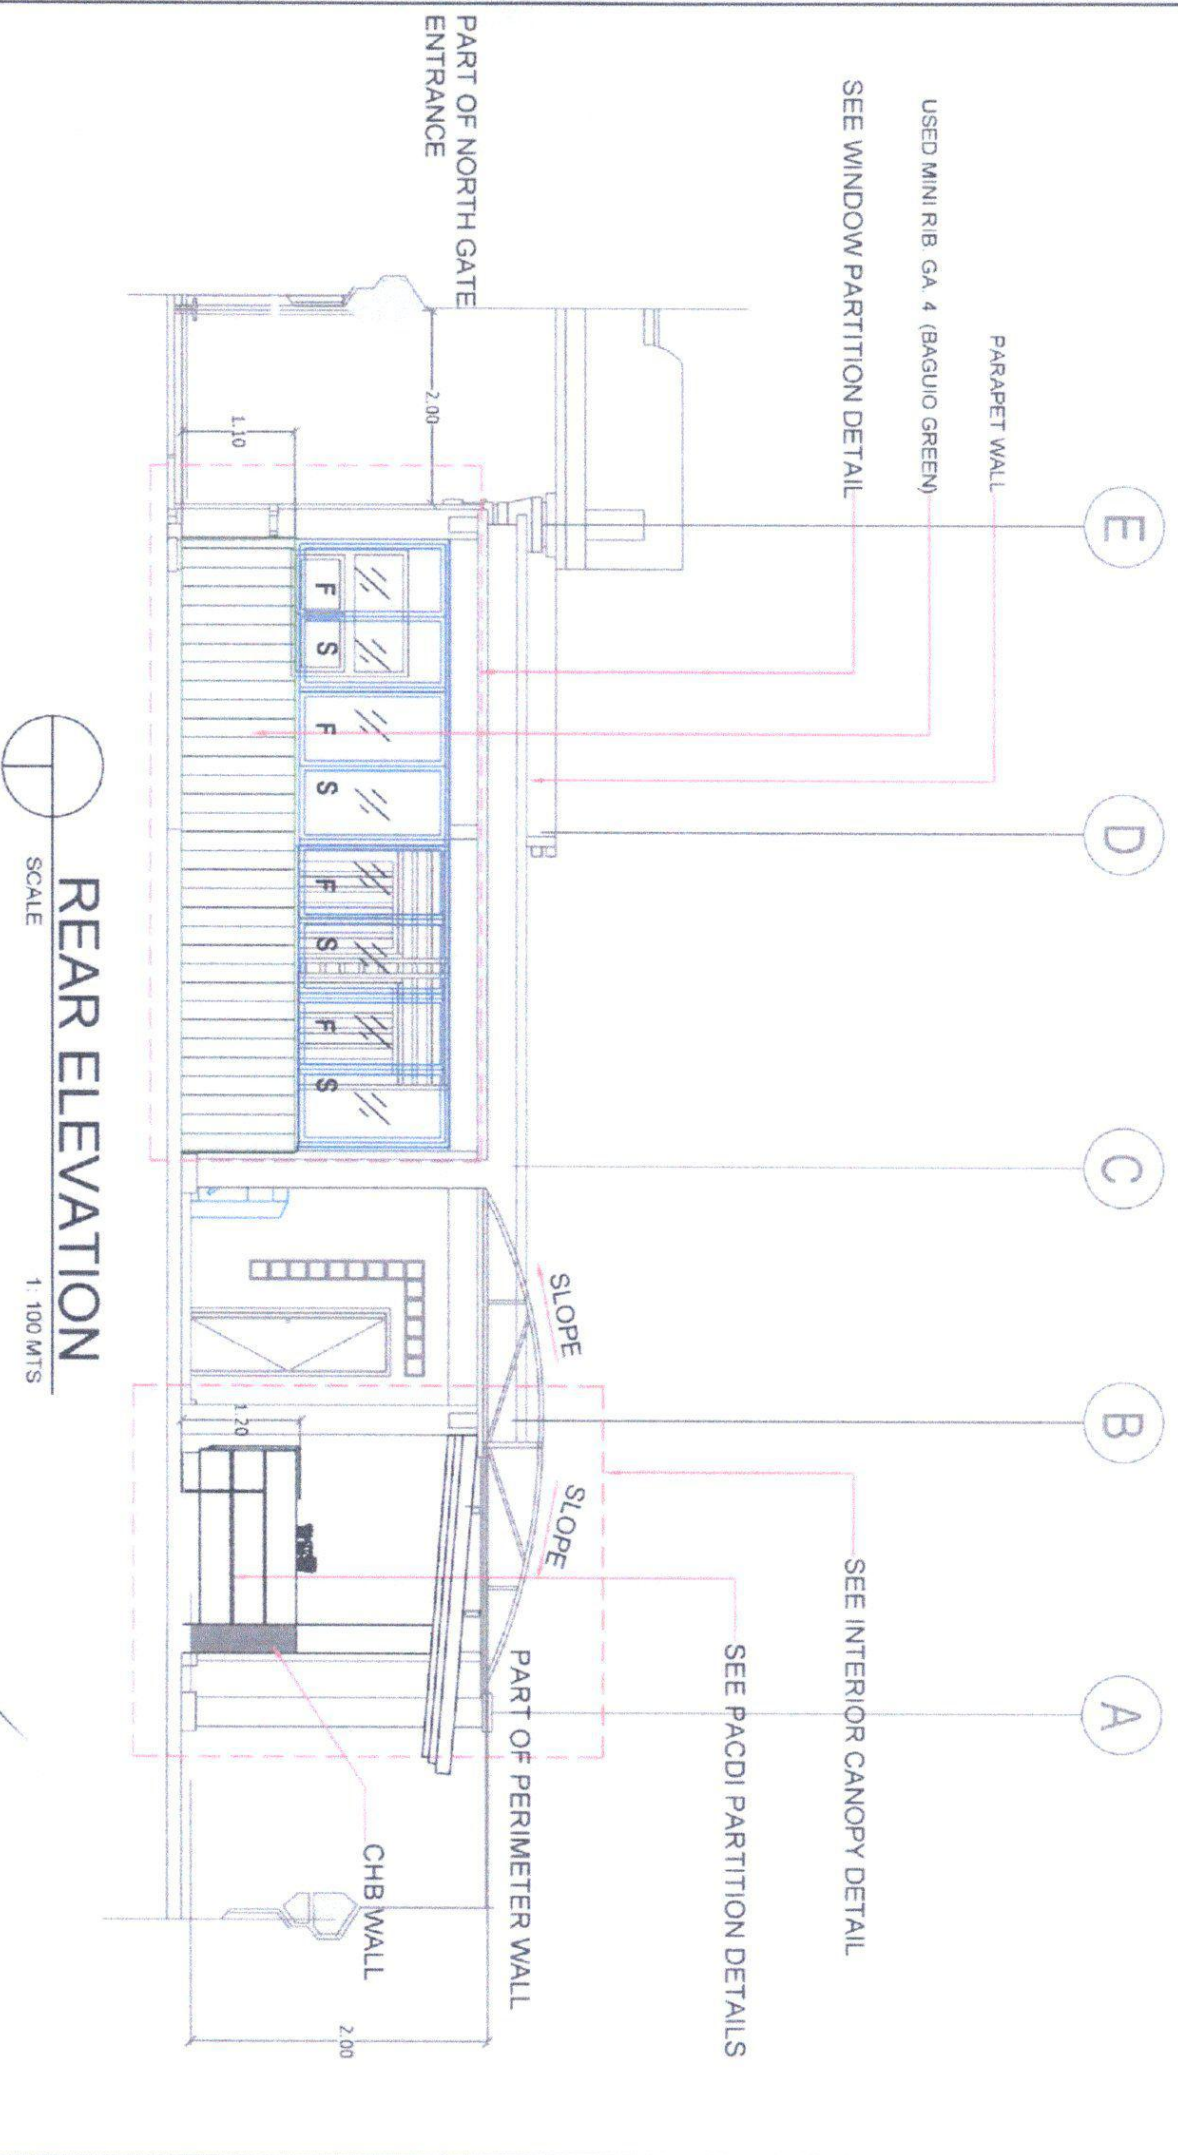 E
D
C
B
A
PARAPET WALL
USED MINI RIB. GA. 4 (BAGUIO GREEN)
SEE WINDOW PARTITION DETAIL
SEE INTERIOR CANOPY DETAIL
SEE PACDI PARTITION DETAILS
PART OF NORTH GATE
ENTRANCE
SLOPE
SLOPE
PART OF PERIMETER WALL
2.00
1.10
F
S
F
S
F
S
F
S
1.20
CHB WALL
2.00
REAR ELEVATION
SCALE
1: 100 MTS